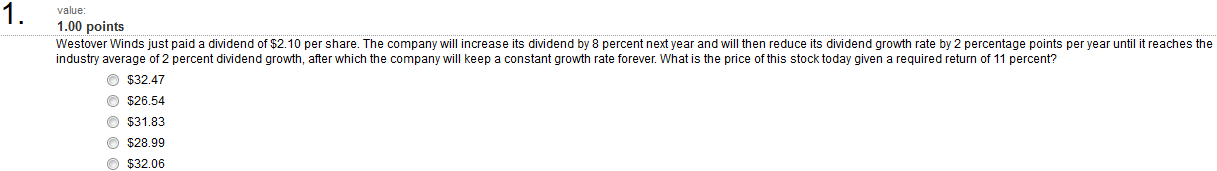 1.
value:
1.00 points
Westover Winds just paid a dividend of $2.10 per share. The company will increase its dividend by 8 percent next year and will then reduce its dividend growth rate by 2 percentage points per year until it reaches the
industry average of 2 percent dividend growth, after which the company will keep a constant growth rate forever. What is the price of this stock today given a required return of 11 percent?
$32.47
$26.54
$31.83
$28.99
$32.06